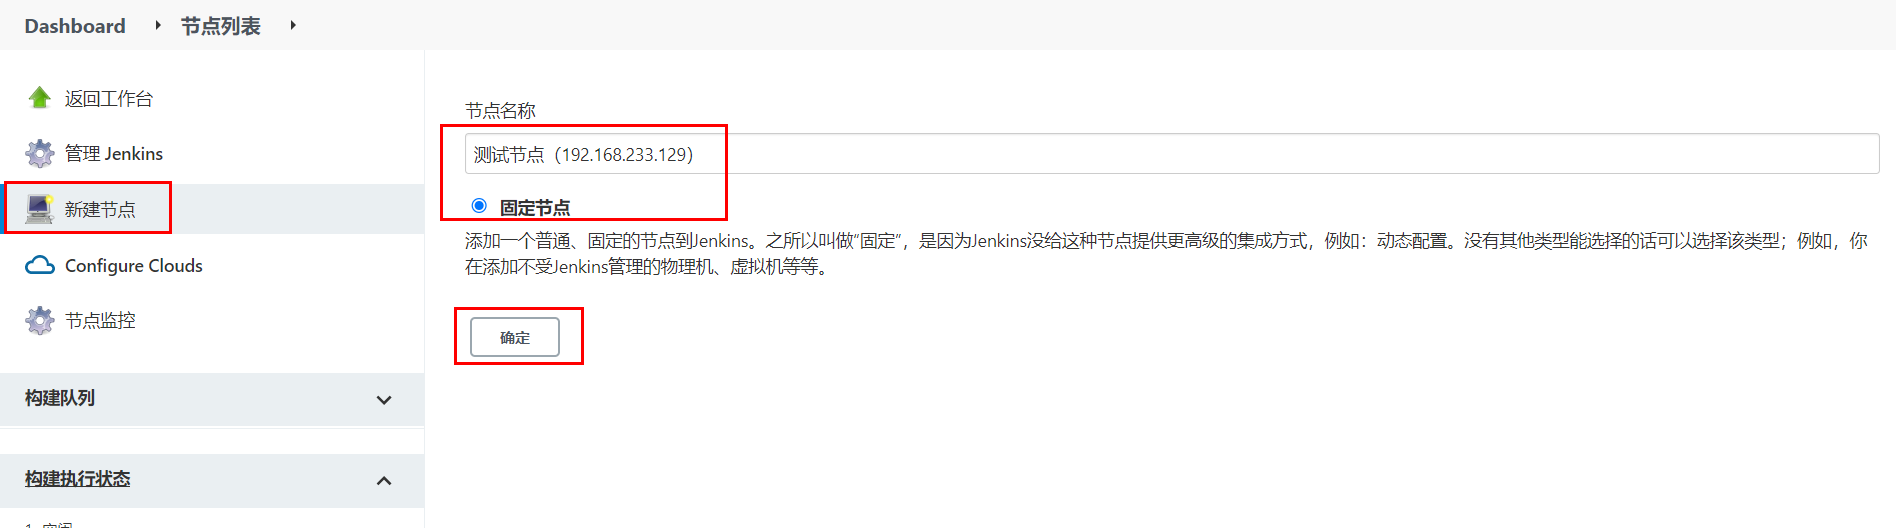 Dashboard 节点列表
返回工作台
管理 Jenkins
新建节点
Configure Clouds
节点监控
构建队列
构建执行状态
节点名称
测试节点（192.168.233.129）
固定节点
添加一个普通、固定的节点到Jenkins。之所以叫做“固定”，是因为Jenkins没给这种节点提供更高级的集成方式，例如：动态配置。没有其他类型能选择的话可以选择该类型；例如，你
在添加不受Jenkins管理的物理机、虚拟机等等。
确定